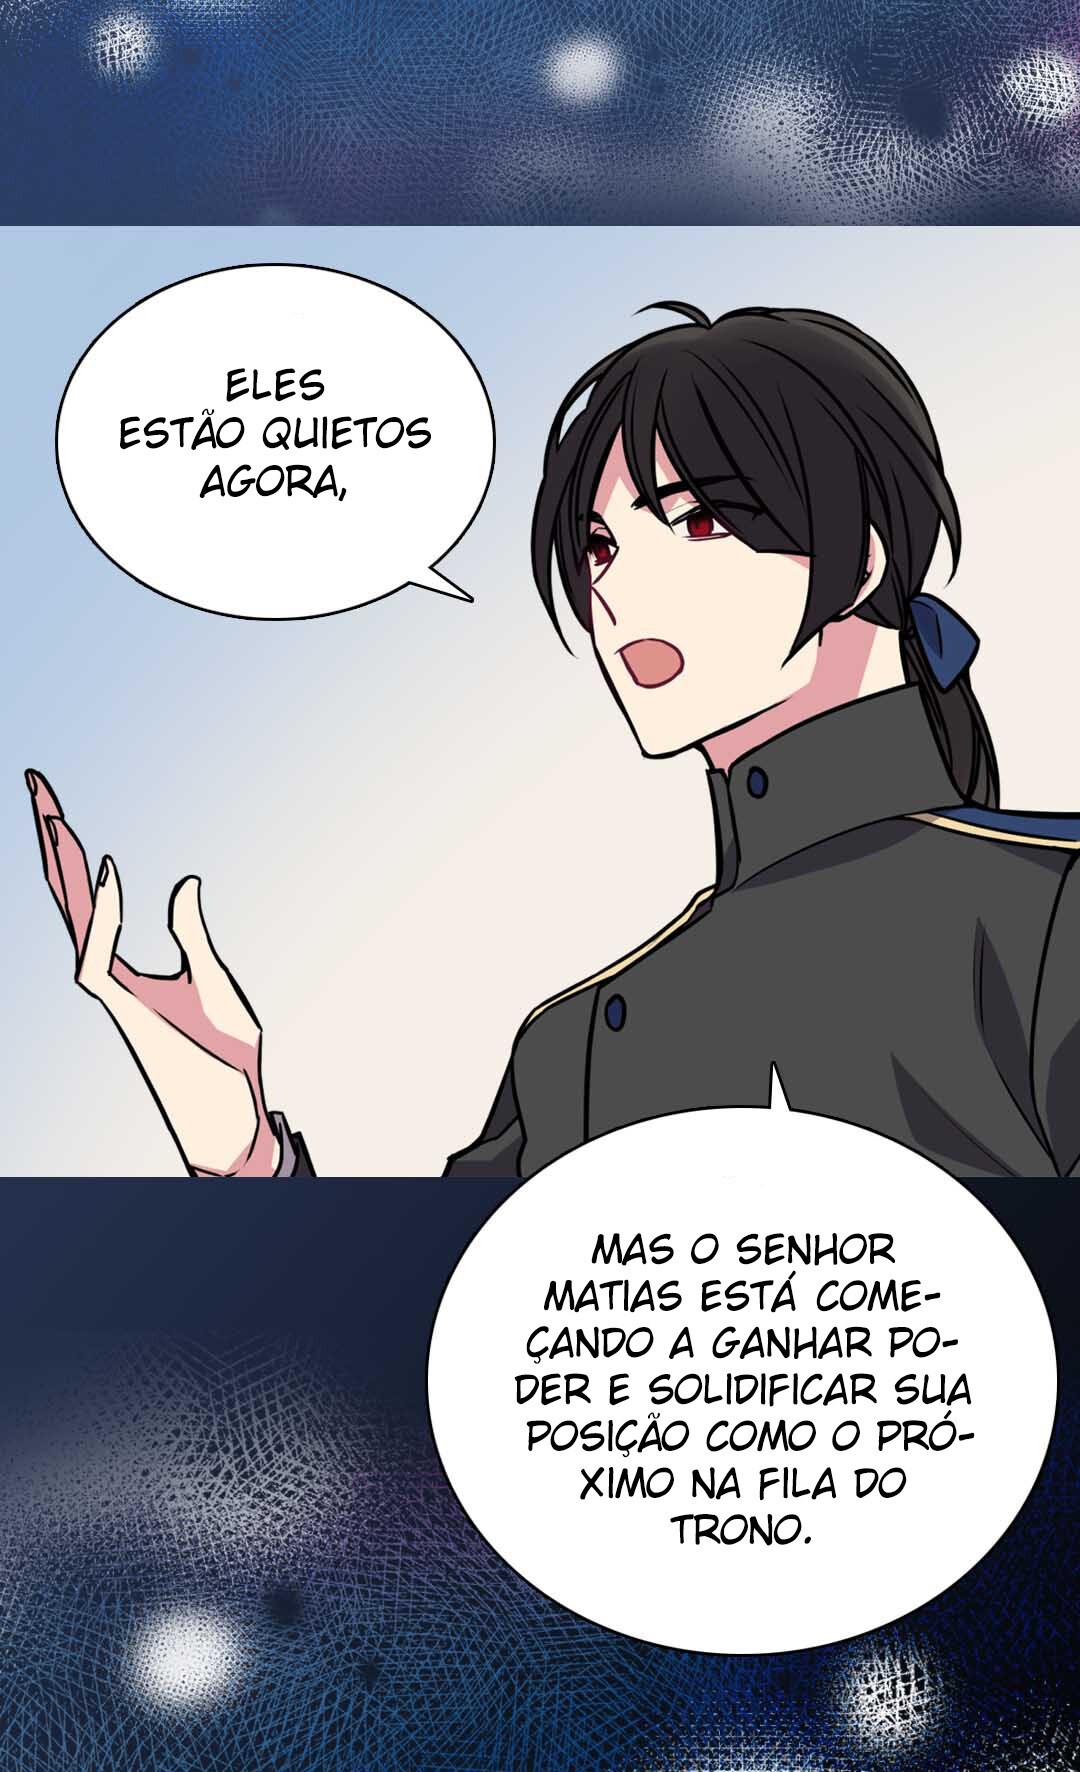 ELES
ESTÃO QUIETOS
AGORA,
MAS O SENHOR
MATIAS ESTÁ COME-
ÇANDO A GANHAR PO-
DER E SOLIDIFICAR SUA
POSIÇÃO COMO O PRÓ-
XIMO NA FILA DO
TRONO.